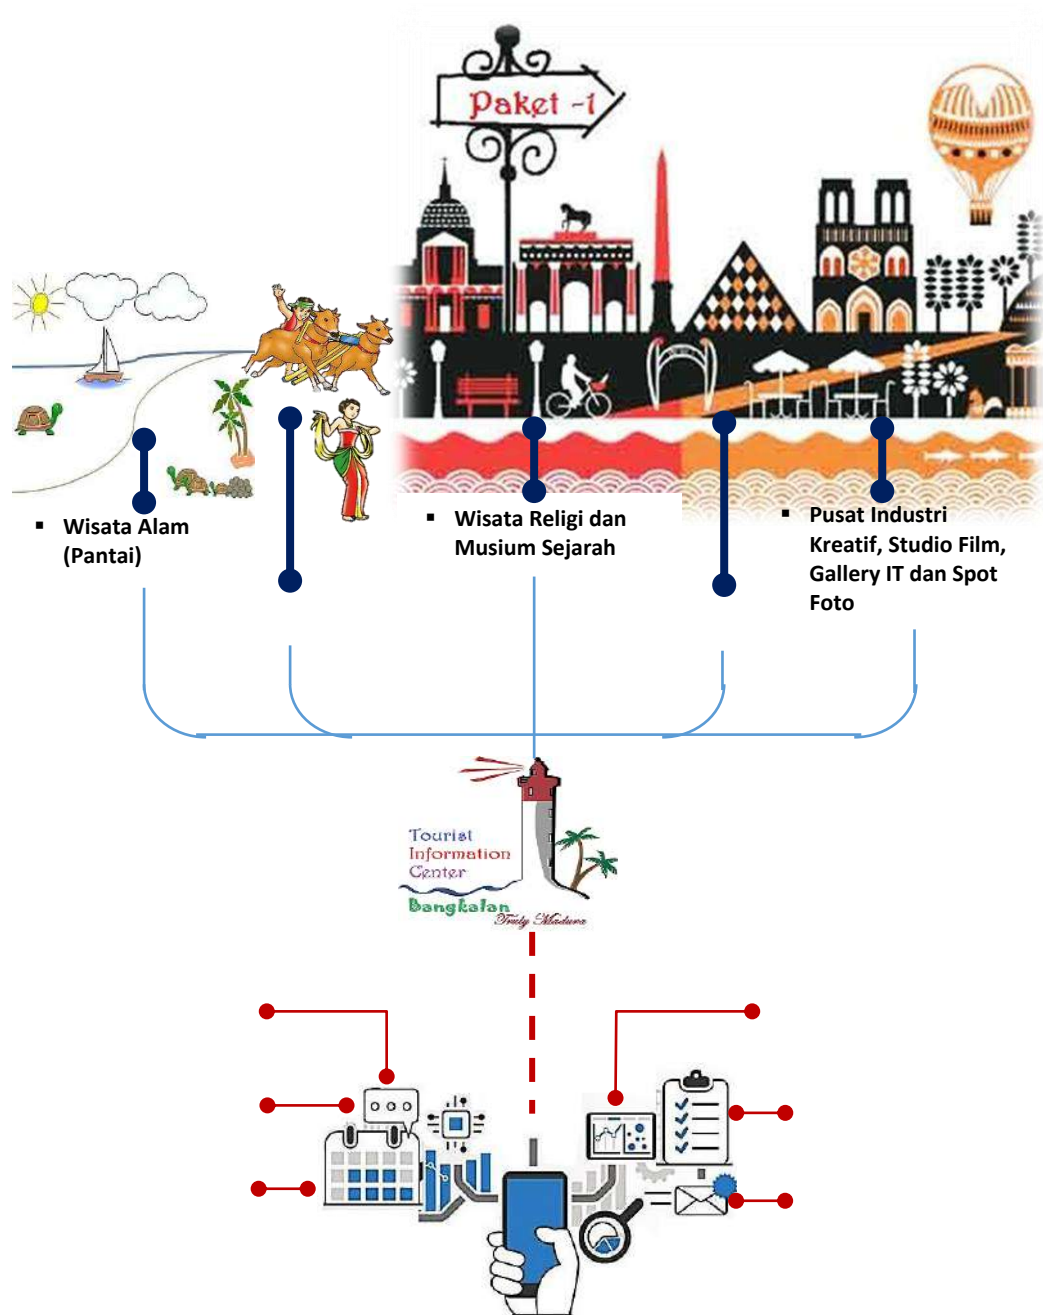 Paket -1
▪ Wisata Alam
(Pantai)
▪ Wisata Religi dan
Musium Sejarah
▪ Pusat Industri
Kreatif, Studio Film,
Gallery IT dan Spot
Foto
Tourist
Information
Center
Bangkalan
Truly Madura